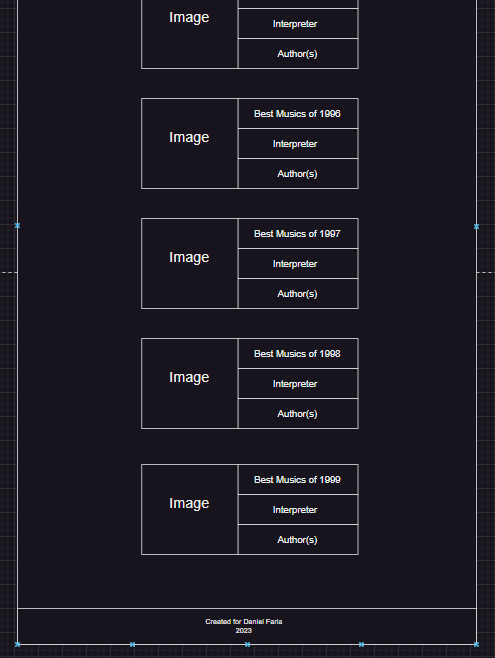 Image
Interpreter
Author(s)
Best Musics of 1996
Image
Interpreter
Author(s)
Best Musics of 1997
Image
Interpreter
Author(s)
Best Musics of 1998
Image
Interpreter
Author(s)
Best Musics of 1999
Image
Interpreter
Author(s)
Created for Daniel Faria
2023